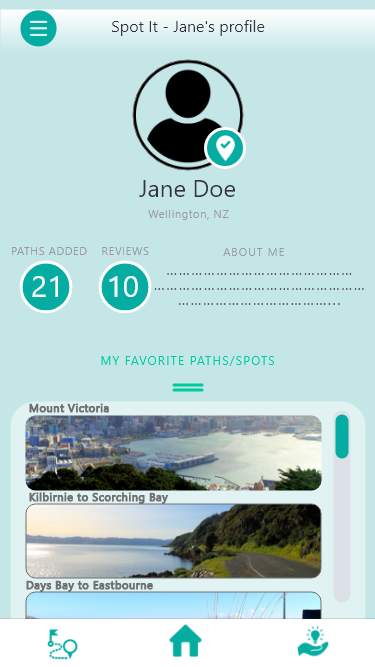 Spot It - Jane's profile
Jane Doe
Wellington, NZ
PATHS ADDED
REVIEWS
ABOUT ME
21
10
MY FAVORITE PATHS/SPOTS
Mount Victoria
Kilbirnie to Scorching Bay
Days Bay to Eastbourne